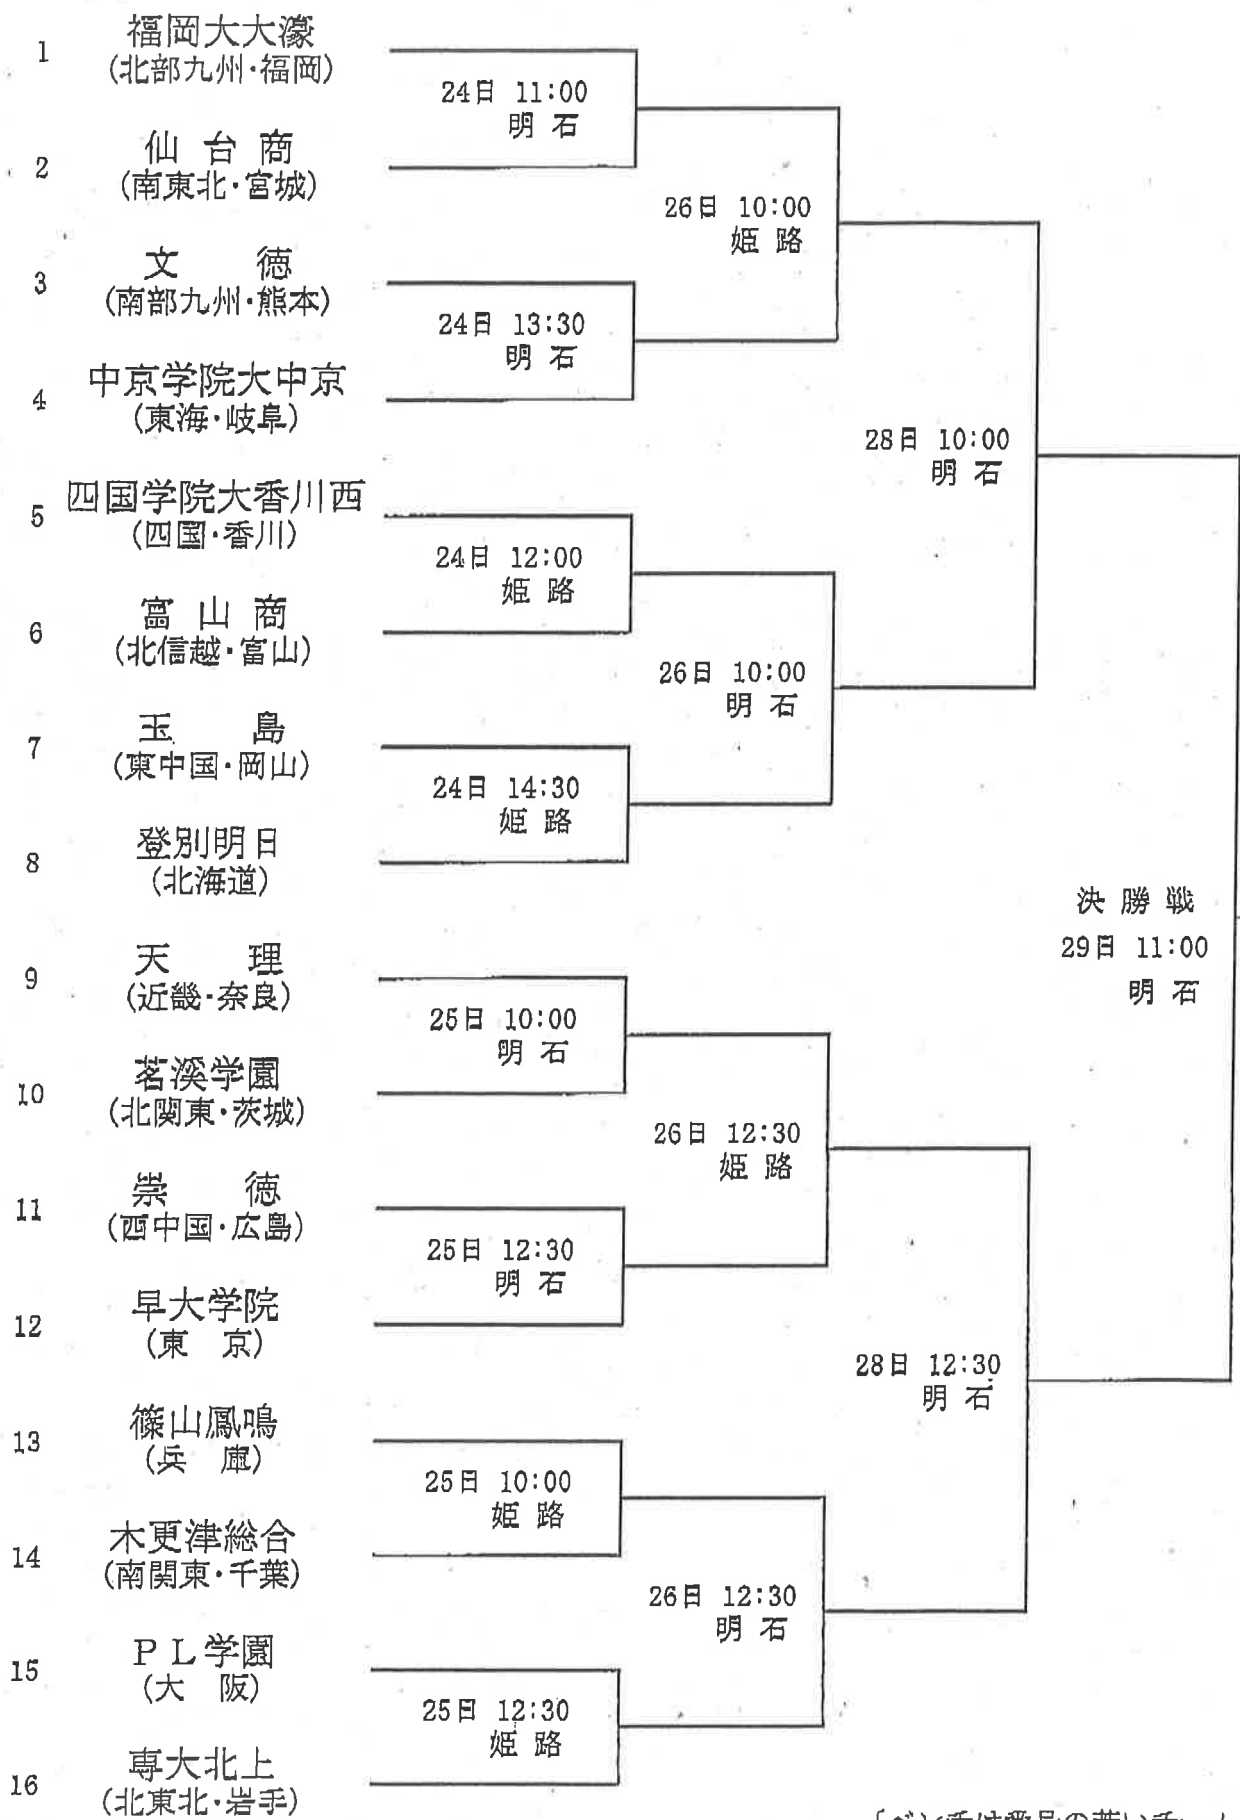 1 福岡大大濠
(北部九州・福岡)
24日 11:00
明石
2 仙台商
(南東北・宮城)
26日 10:00
姫路
3 文徳
(南部九州・熊本)
24日 13:30
明石
4 中京学院大中京
(東海・岐阜)
28日 10:00
明石
5 四国学院大香川西
(四国・香川)
24日 12:00
姫路
6 富山商
(北信越・富山)
26日 10:00
明石
7 玉島
(東中国・岡山)
24日 14:30
姫路
8 登別明日
(北海道)
決勝戦
29日 11:00
明石
9 天理
(近畿・奈良)
25日 10:00
明石
10 茗溪学園
(北関東・茨城)
26日 12:30
姫路
11 崇徳
(西中国・広島)
25日 12:30
明石
12 早大学院
(東京)
28日 12:30
明石
13 篠山鳳鳴
(兵庫)
25日 10:00
姫路
14 木更津総合
(南関東・千葉)
26日 12:30
明石
15 PL学園
(大阪)
25日 12:30
姫路
16 専大北上
(北東北・岩手)